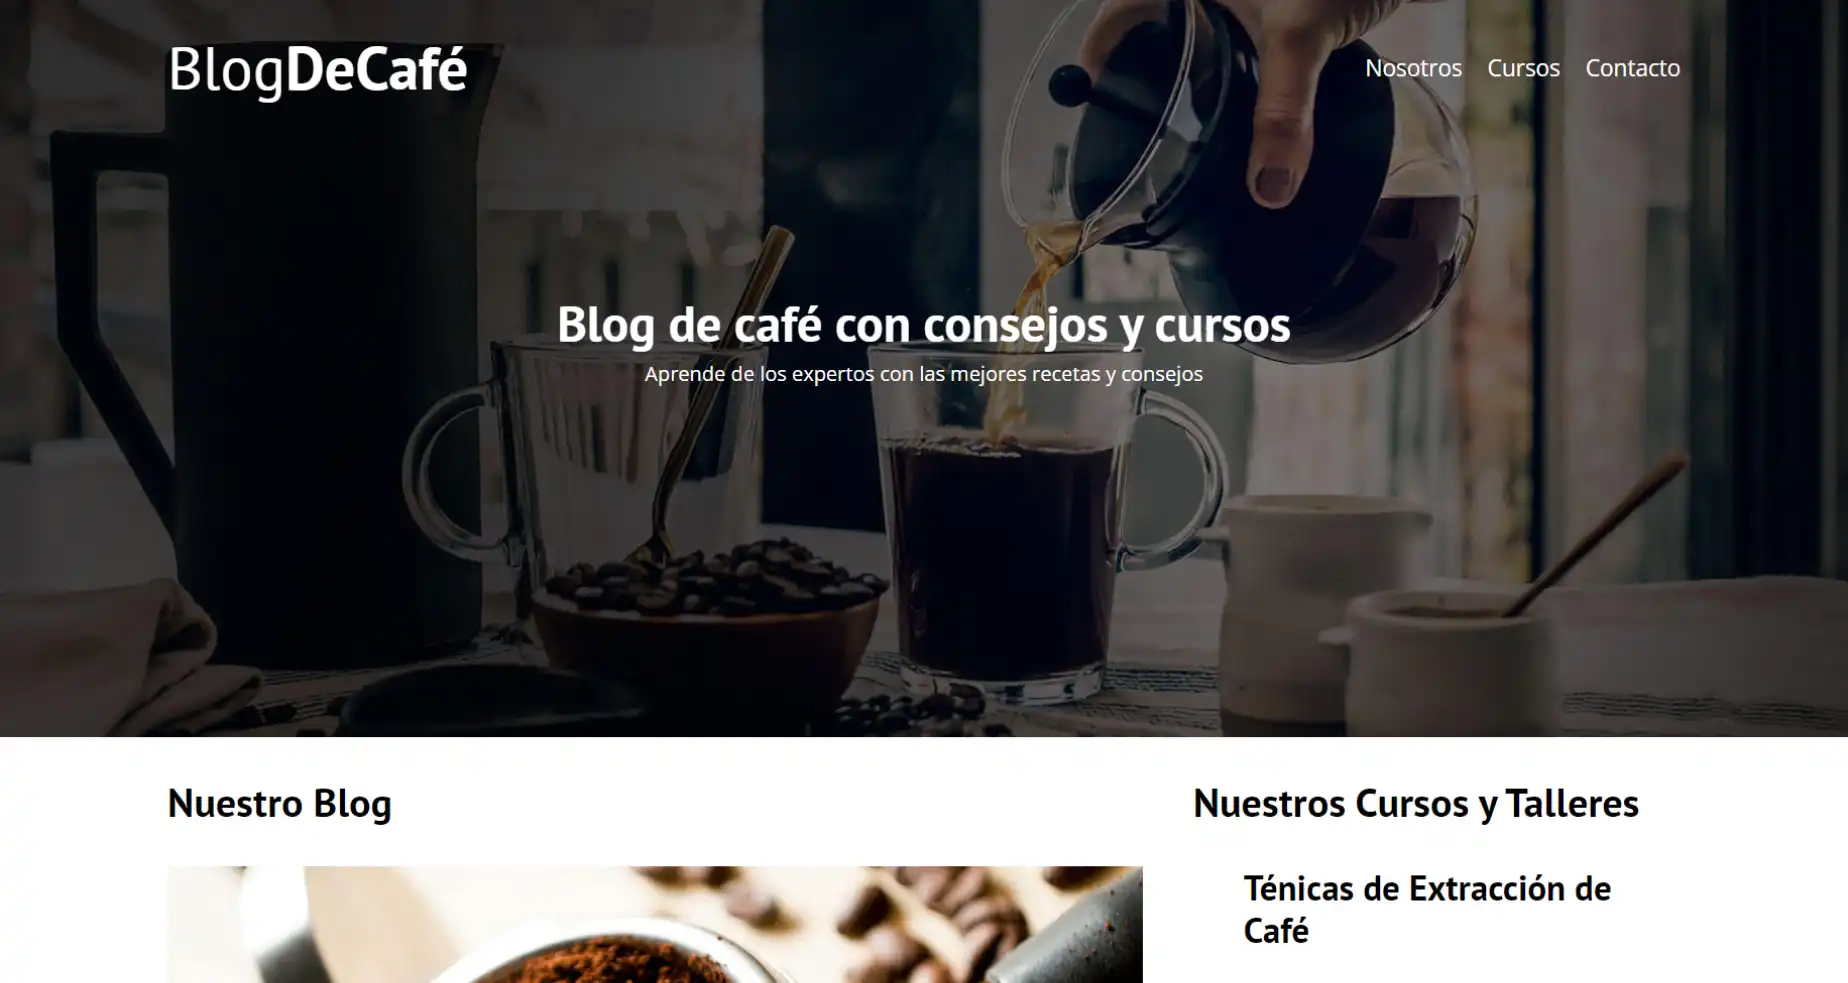 BlogDeCafé
Nosotros Cursos Contacto
Blog de café con consejos y cursos
Aprende de los expertos con las mejores recetas y consejos
Nuestro Blog
Nuestros Cursos y Talleres
Ténicas de Extracción de
Café